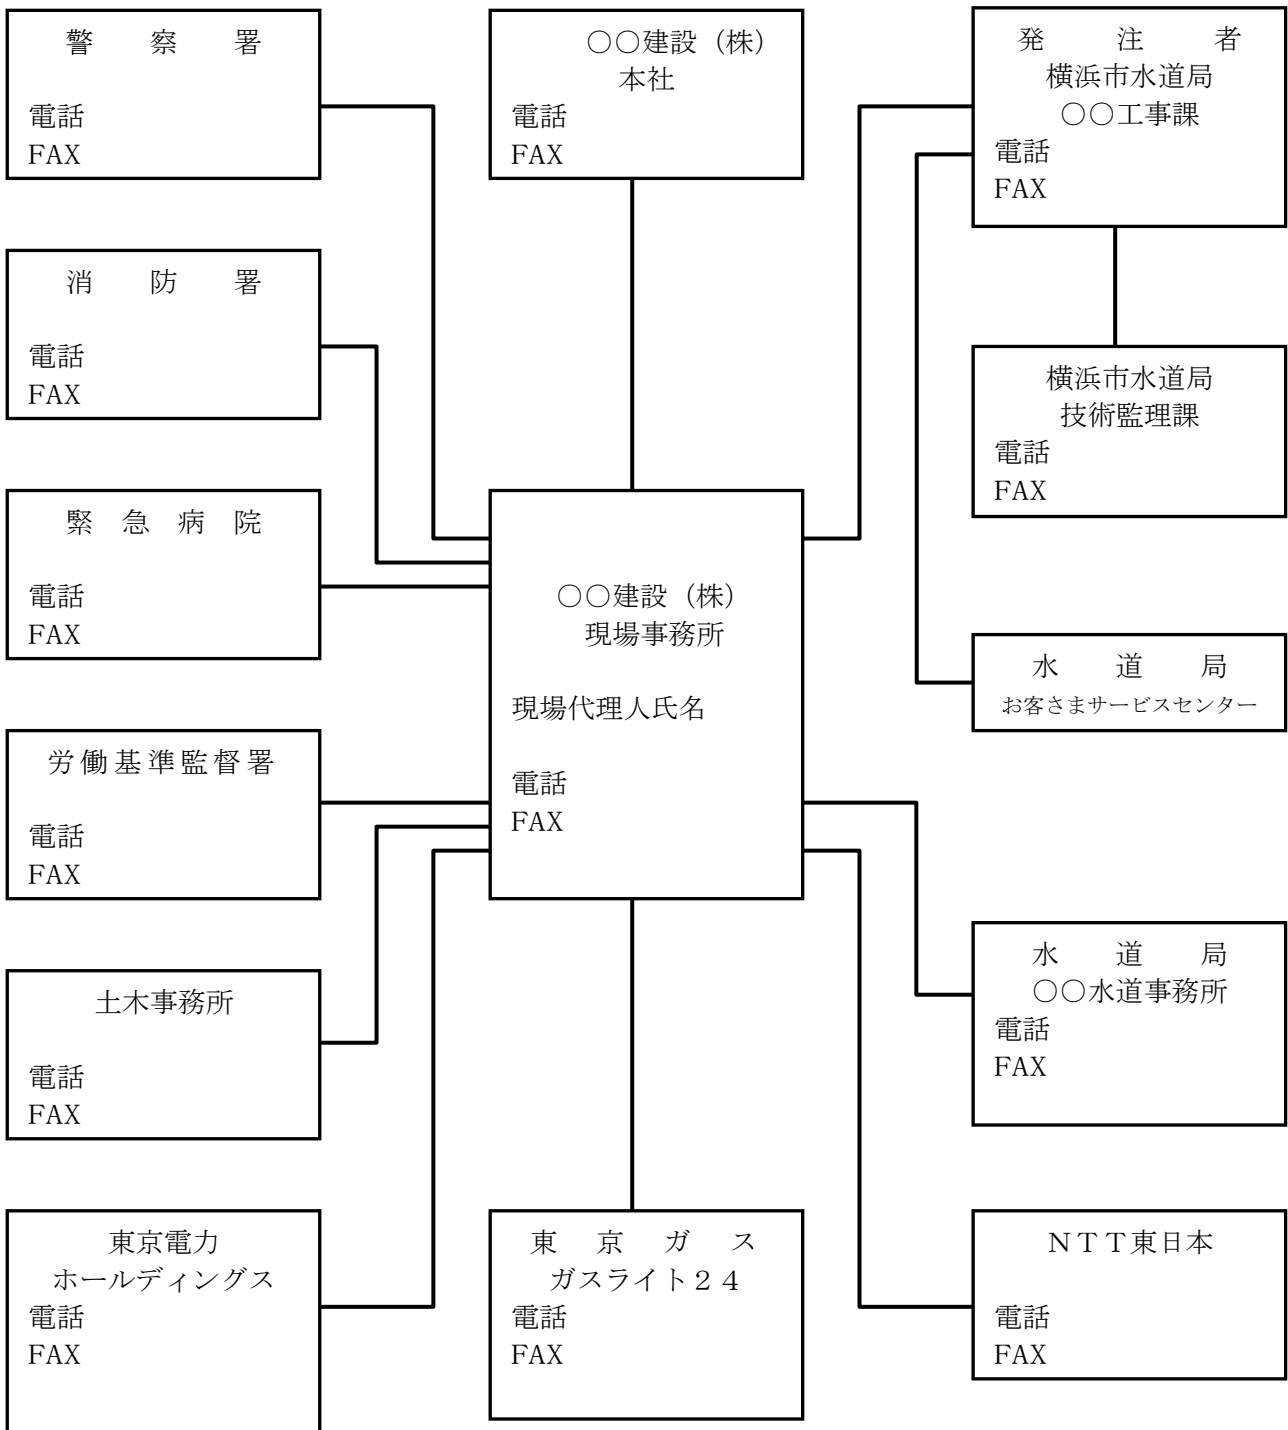 警　察　署
電話
FAX
〇〇建設（株）
本社
電話
FAX
発　注　者
横浜市水道局
〇〇工事課
電話
FAX
消　防　署
電話
FAX
横浜市水道局
技術監理課
電話
FAX
緊　急　病　院
電話
FAX
〇〇建設（株）
現場事務所
現場代理人氏名
電話
FAX
水　道　局
お客さまサービスセンター
労働基準監督署
電話
FAX
水　道　局
〇〇水道事務所
電話
FAX
土木事務所
電話
FAX
東京電力
ホールディングス
電話
FAX
東　京　ガ　ス
ガスライト２４
電話
FAX
ＮＴＴ東日本
電話
FAX